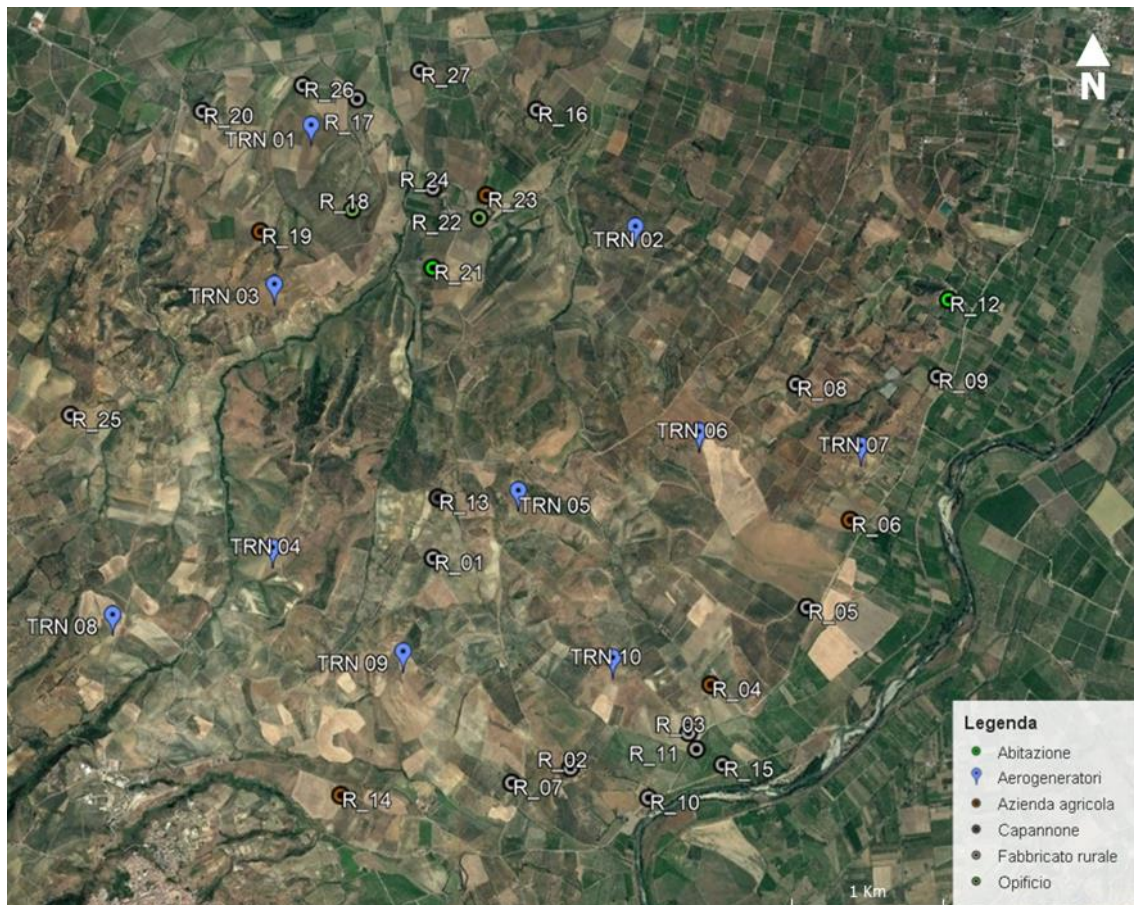 N
R_27
R_26
R_20
R_17
R_16
TRN 01
R_24
R_23
R_18
R_22
R_19
TRN 02
R_21
TRN 03
R_12
R_09
R_08
R_25
TRN 06
TRN 07
R_13
TRN 05
R_06
TRN 04
R_01
R_05
TRN 08
TRN 09
TRN 10
R_04
R_03
R_11
R_02
R_15
R_07
R_14
R_10
1 Km
Legenda
Abitazione
Aerogeneratori
Azienda agricola
Capannone
Fabbricato rurale
Opificio